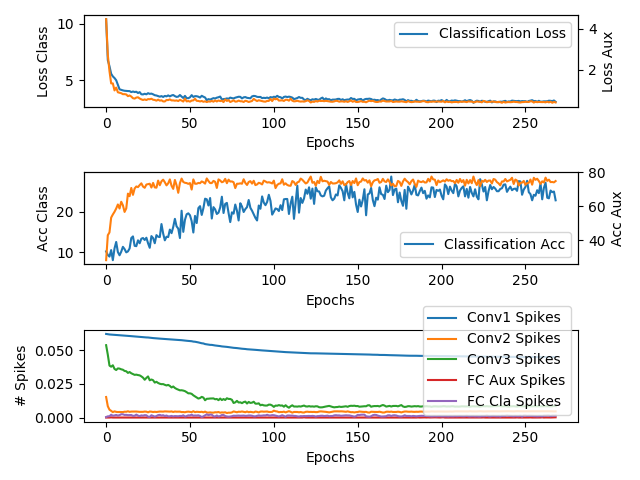 10
5
Loss Class
Classification Loss
4
2
Loss Aux
0
50
100
150
200
250
Epochs
20
10
Acc Class
Classification Acc
80
60
40
Acc Aux
0
50
100
150
200
250
Epochs
0.050
0.025
0.000
# Spikes
Conv1 Spikes
Conv2 Spikes
Conv3 Spikes
FC Aux Spikes
FC Cla Spikes
0
50
100
150
200
250
Epochs